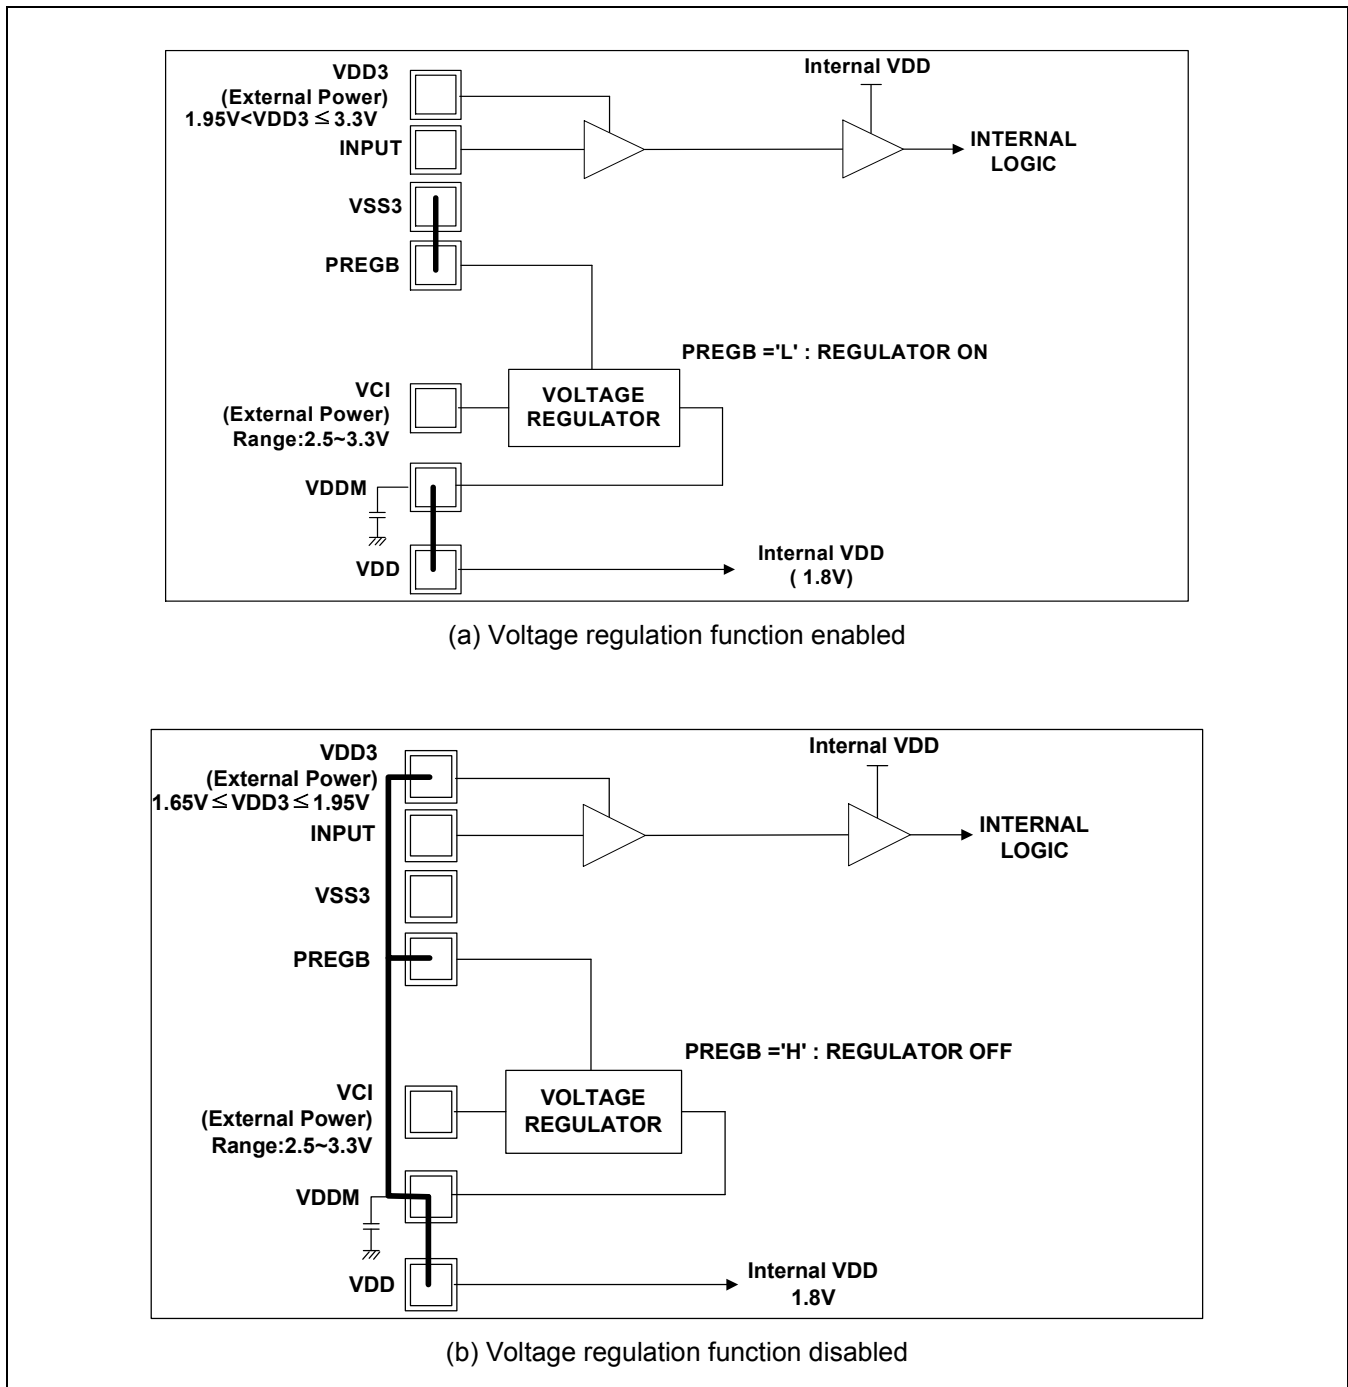 VDD3
(External Power)
1.95V<VDD3 ≤ 3.3V
INPUT
VSS3
PREGB
VCI
(External Power)
Range:2.5~3.3V
VDDM
VDD
Internal VDD
INTERNAL
LOGIC
PREGB ='L' : REGULATOR ON
VOLTAGE
REGULATOR
Internal VDD
( 1.8V)
(a) Voltage regulation function enabled
VDD3
(External Power)
1.65V ≤ VDD3 ≤ 1.95V
INPUT
VSS3
PREGB
VCI
(External Power)
Range:2.5~3.3V
VDDM
VDD
Internal VDD
INTERNAL
LOGIC
PREGB ='H' : REGULATOR OFF
VOLTAGE
REGULATOR
Internal VDD
1.8V
(b) Voltage regulation function disabled